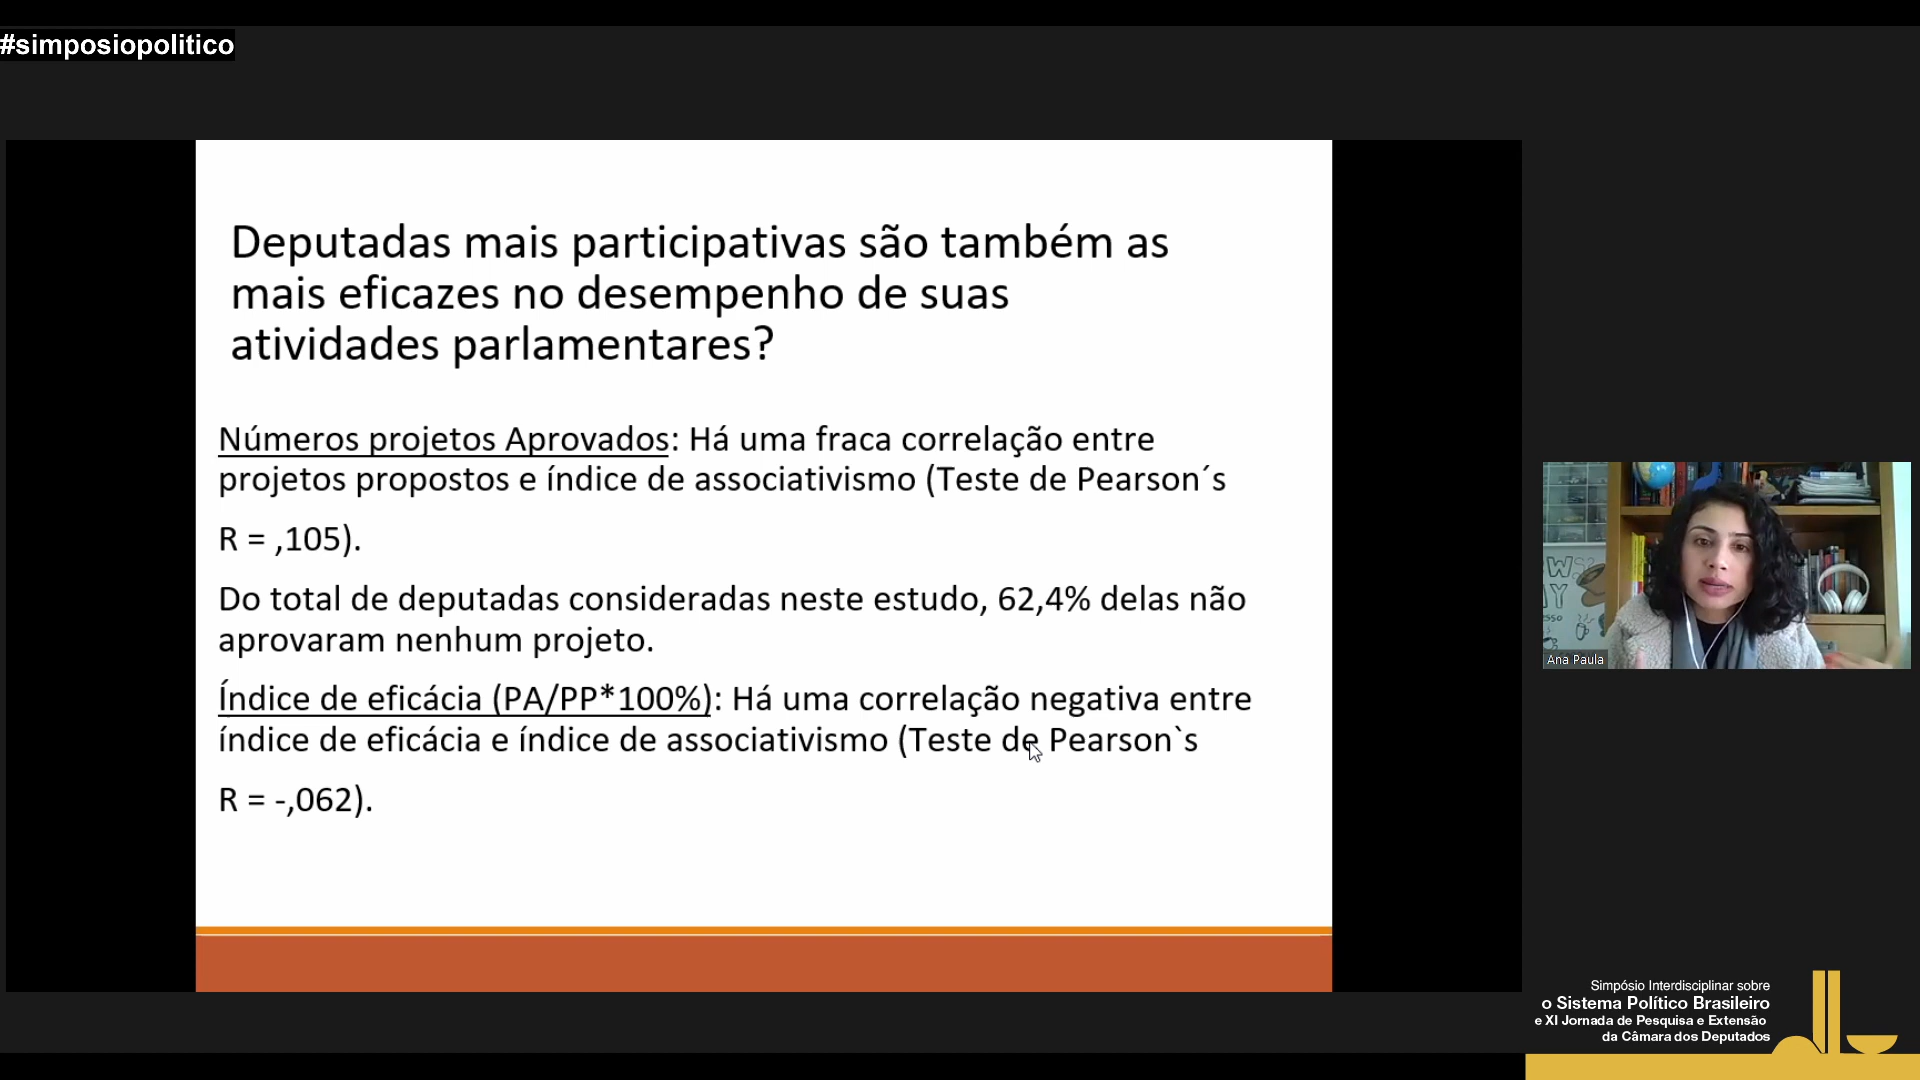 #simposiopolitico
Deputadas mais participativas são também as
mais eficazes no desempenho de suas
atividades parlamentares?
Números projetos Aprovados: Há uma fraca correlação entre
projetos propostos e índice de associativismo (Teste de Pearson´s
R = ,105).
Do total de deputadas consideradas neste estudo, 62,4% delas não
aprovaram nenhum projeto.
Índice de eficácia (PA/PP*100%): Há uma correlação negativa entre
índice de eficácia e índice de associativismo (Teste de Pearson`s
R = -,062).
Ana Paula
Simpósio Interdisciplinar sobre
o Sistema Político Brasileiro
e XI Jornada de Pesquisa e Extensão
da Câmara dos Deputados